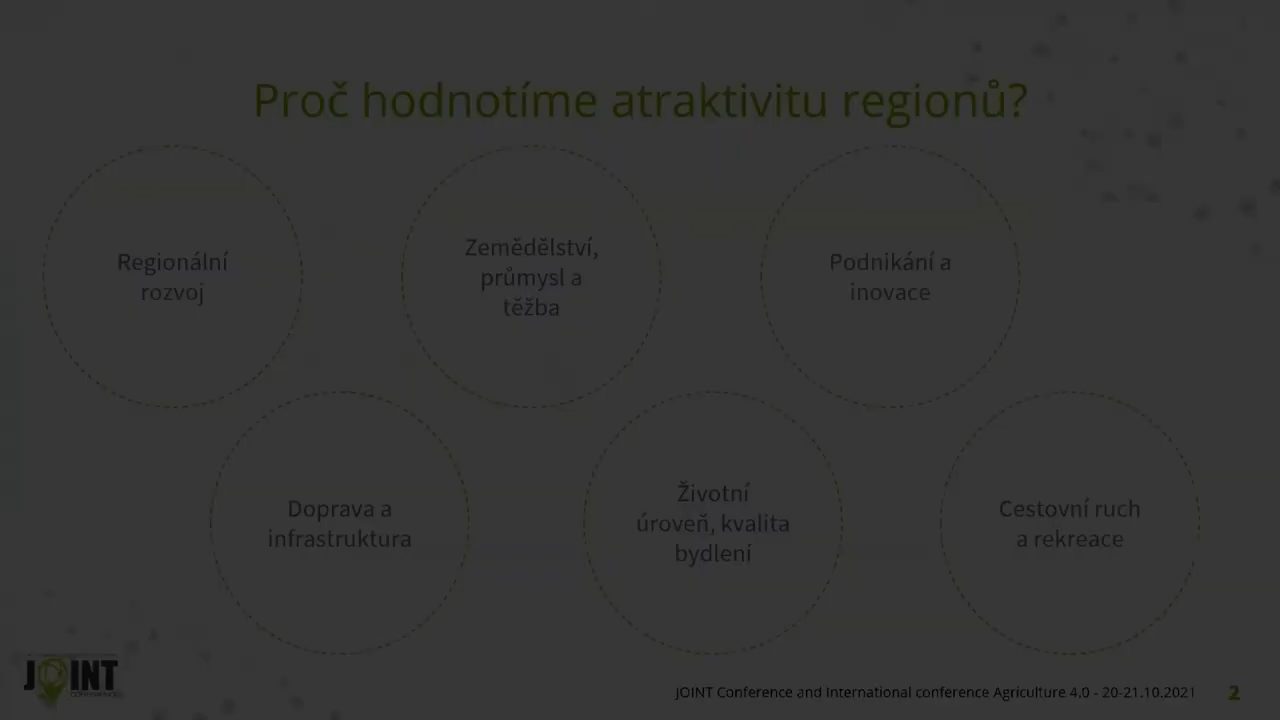 Proč hodnotíme atraktivitu regionů?
Regionální
rozvoj
Zemědělství,
průmysl a
těžba
Podnikání a
inovace
Doprava a
infrastruktura
Životní
úroveň, kvalita
bydlení
Cestovní ruch
a rekreace
JOINT
JOINT Conference and International conference Agriculture 4.0 - 20-21.10.2021
2